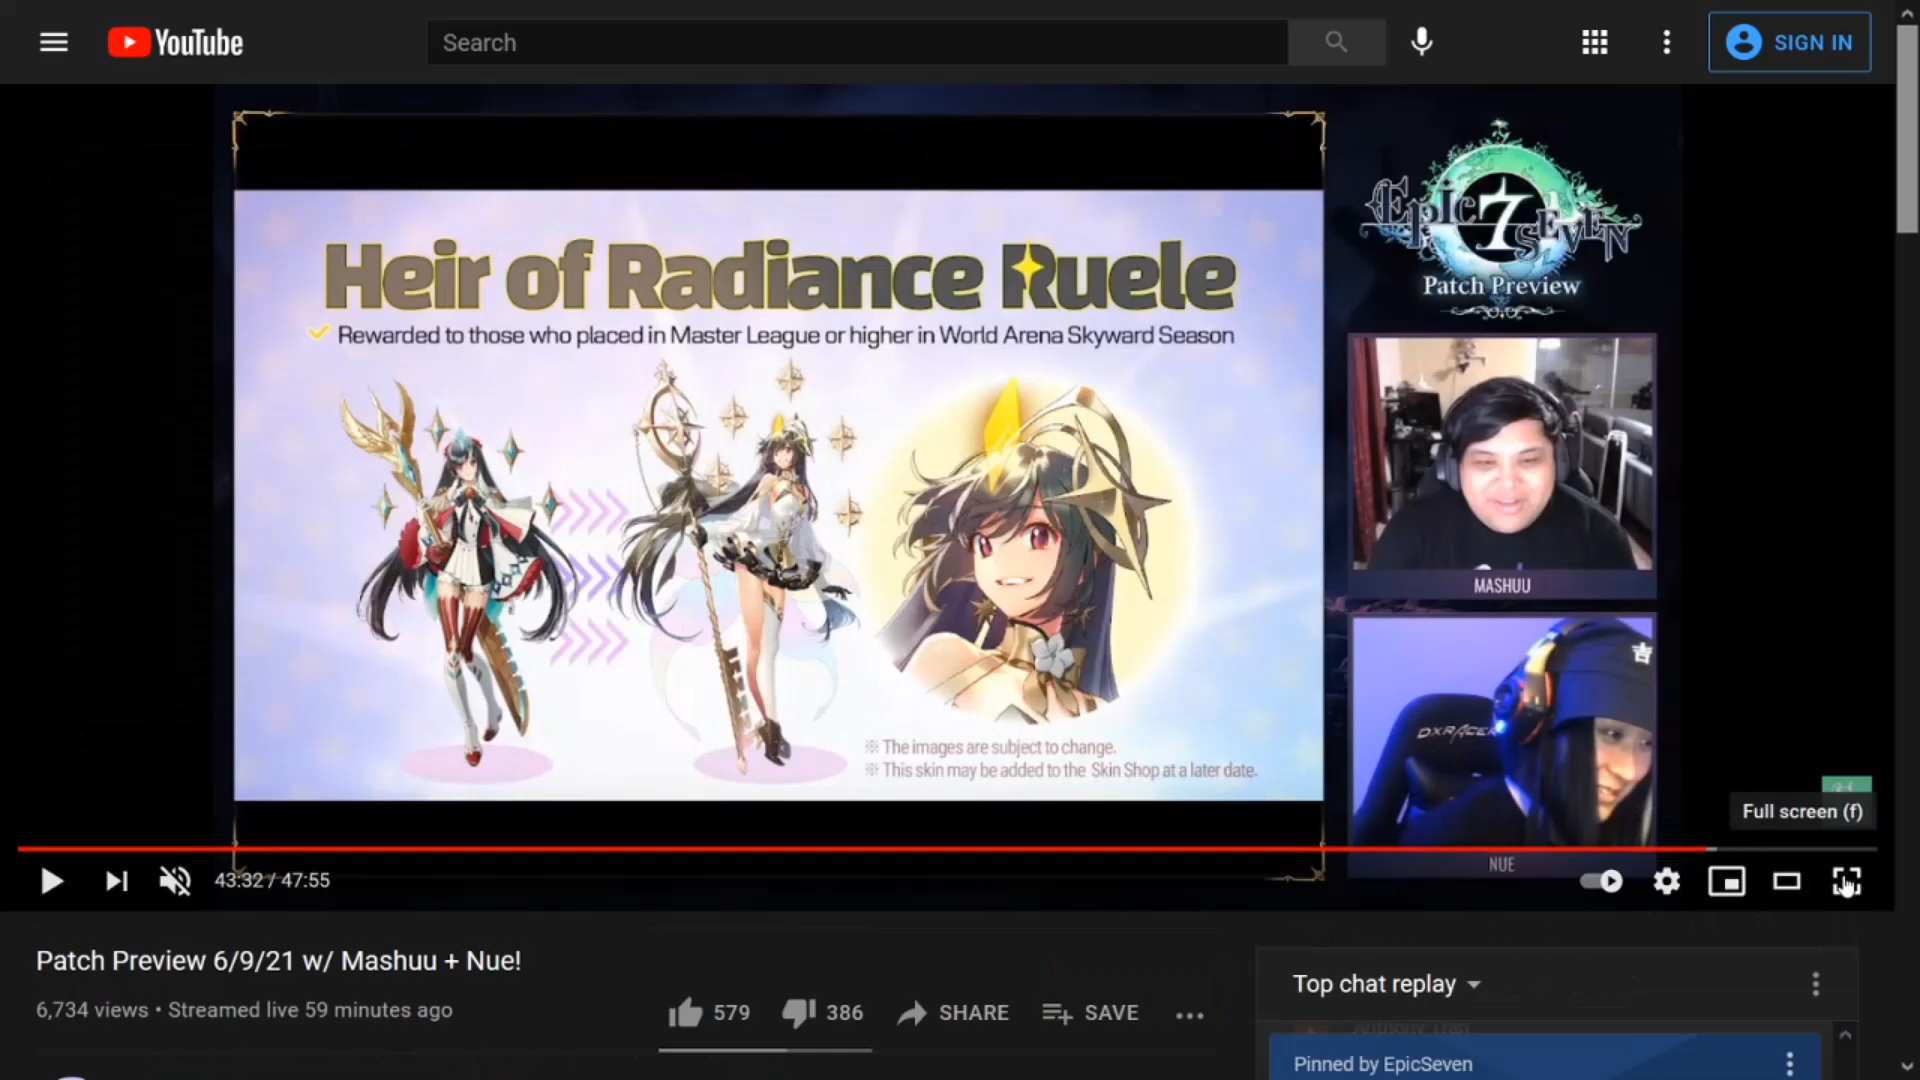 YouTube
Search
SIGN IN
Heir of Radiance Ruele
Rewarded to those who placed in Master League or higher in World Arena Skyward Season
※ The images are subject to change.
※ This skin may be added to the Skin Shop at a later date.
EPIC 7 SEVEN
Patch Preview
MASHUU
吉
DXRACER
Full screen (f)
NUE
43:32 / 47:55
Patch Preview 6/9/21 w/ Mashuu + Nue!
6,734 views • Streamed live 59 minutes ago
579
386
SHARE
SAVE
Top chat replay
Anthony Tran
Pinned by EpicSeven